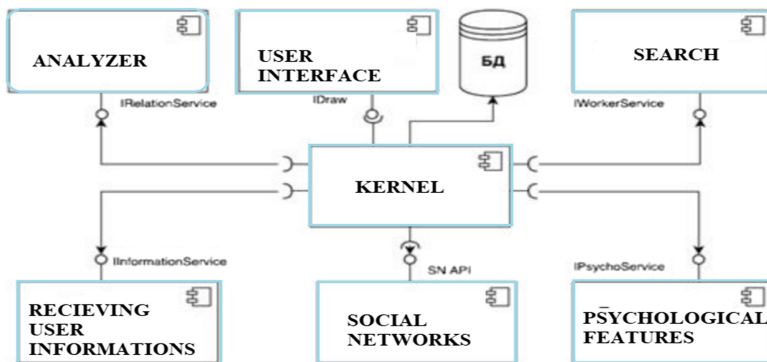 ANALYZER
USER
INTERFACE
БД
SEARCH
IRelationService
IDraw
IWorkerService
KERNEL
IInformationService
SN API
IPsychoService
RECIEVING
USER
INFORMATIONS
SOCIAL
NETWORKS
PSYCHOLOGICAL
FEATURES